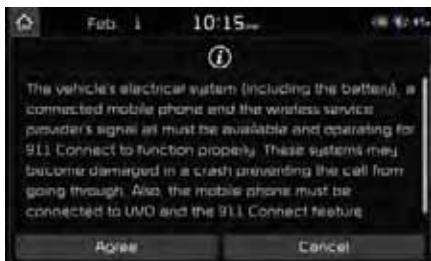 Feb. 1 10:15
The vehicle's electrical system (including the battery), a
connected mobile phone and the wireless service
provider's signal all must be available and operating for
911 Connect to function properly. These systems may
become damaged in a crash preventing the call from
going through. Also, the mobile phone must be
connected to UVO and the 911 Connect feature
Agree Cancel